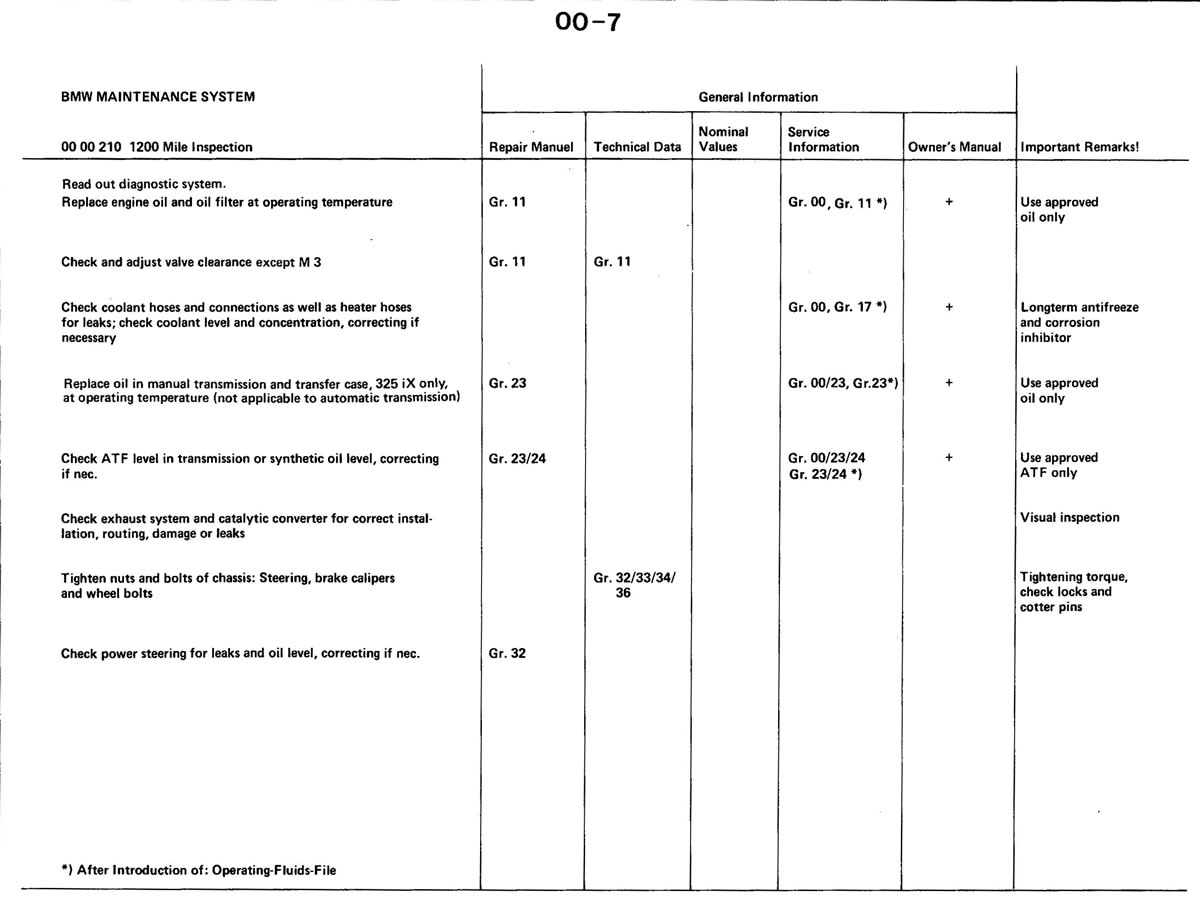 00-7
BMW MAINTENANCE SYSTEM
General Information
00 00 210 1200 Mile Inspection
Repair Manuel
Technical Data
Nominal
Values
Service
Information
Owner's Manual
Important Remarks!
Read out diagnostic system.
Replace engine oil and oil filter at operating temperature
Gr. 11
Gr. 00, Gr. 11 *)
+
Use approved
oil only
Check and adjust valve clearance except M 3
Gr. 11
Gr. 11
Check coolant hoses and connections as well as heater hoses
for leaks; check coolant level and concentration, correcting if
necessary
Gr. 00, Gr. 17 *)
+
Longterm antifreeze
and corrosion
inhibitor
Replace oil in manual transmission and transfer case, 325 iX only,
at operating temperature (not applicable to automatic transmission)
Gr. 23
Gr. 00/23, Gr.23*)
+
Use approved
oil only
Check ATF level in transmission or synthetic oil level, correcting
if nec.
Gr. 23/24
Gr. 00/23/24
Gr. 23/24 *)
+
Use approved
ATF only
Check exhaust system and catalytic converter for correct instal-
lation, routing, damage or leaks
Visual inspection
Tighten nuts and bolts of chassis: Steering, brake calipers
and wheel bolts
Gr. 32/33/34/
36
Tightening torque,
check locks and
cotter pins
Check power steering for leaks and oil level, correcting if nec.
Gr. 32
*) After Introduction of: Operating-Fluids-File